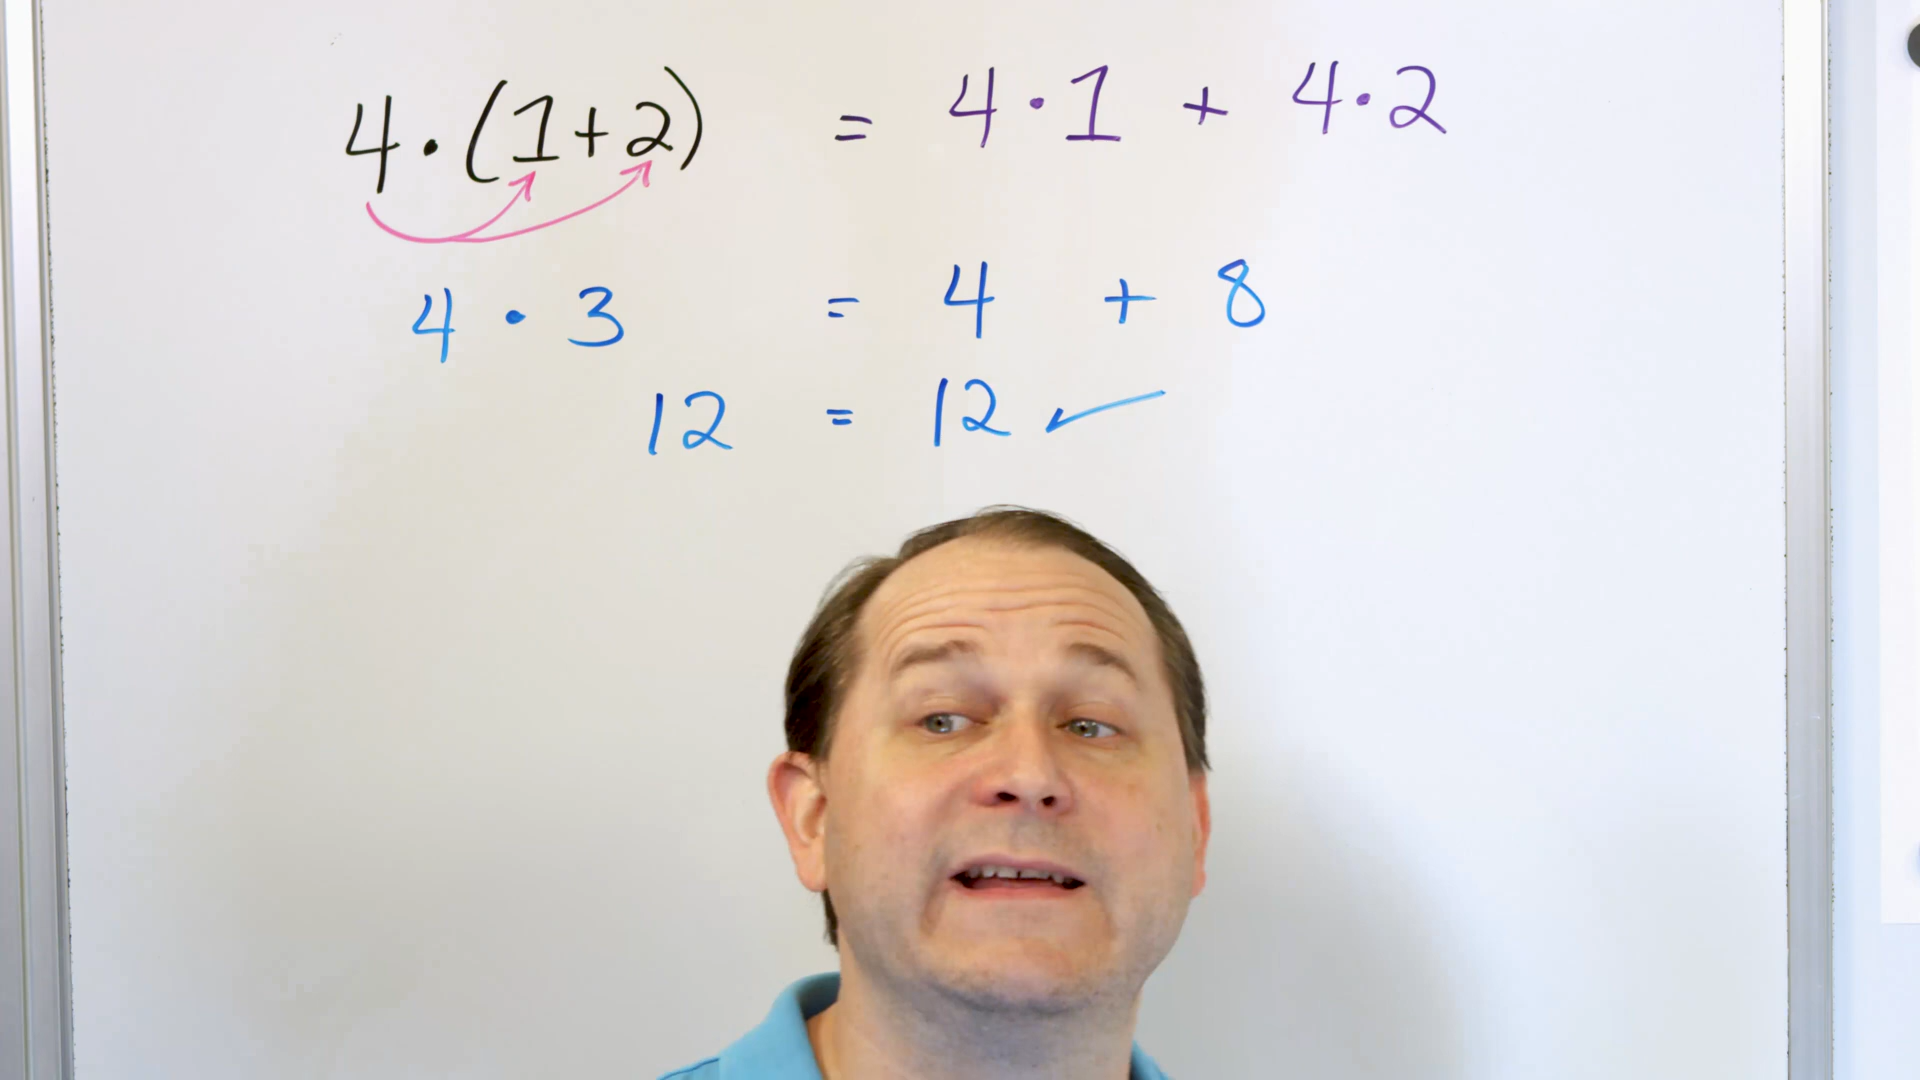 4 · (1+2) = 4 · 1 + 4 · 2
4 · 3 = 4 + 8
12 = 12 ✓